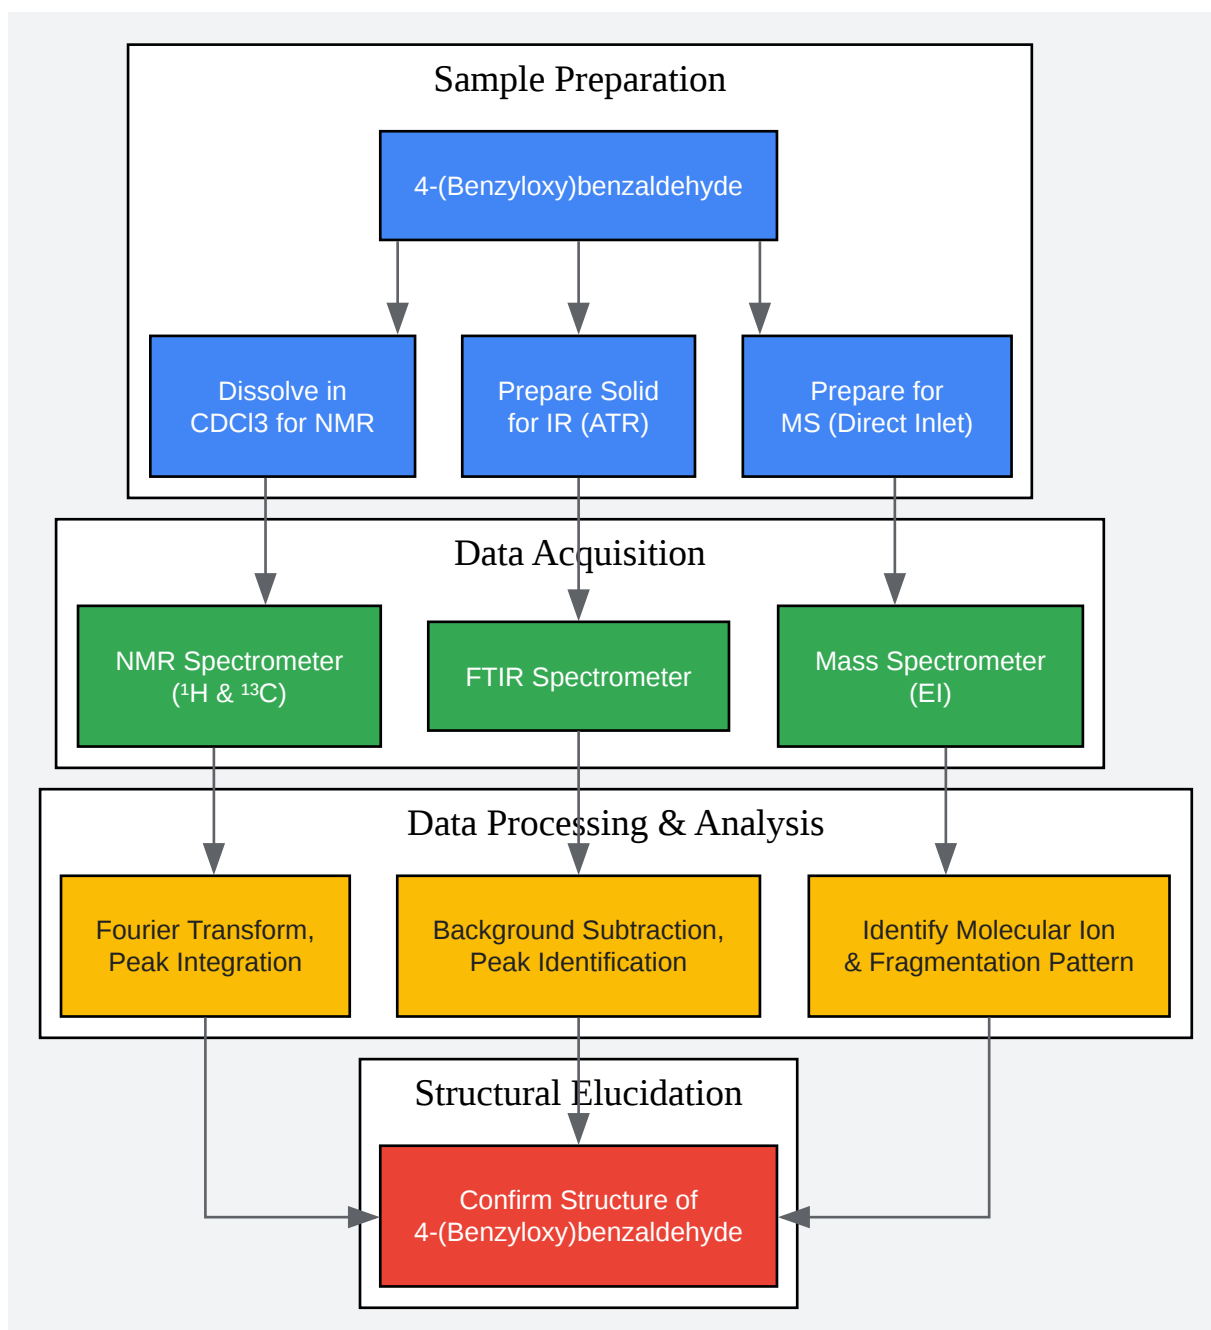 Sample Preparation
4-(Benzyloxy)benzaldehyde
Dissolve in
CDCl3 for NMR
Prepare Solid
for IR (ATR)
Prepare for
MS (Direct Inlet)
Data Acquisition
NMR Spectrometer
(¹H & ¹³C)
FTIR Spectrometer
Mass Spectrometer
(EI)
Data Processing & Analysis
Fourier Transform,
Peak Integration
Background Subtraction,
Peak Identification
Identify Molecular Ion
& Fragmentation Pattern
Structural Elucidation
Confirm Structure of
4-(Benzyloxy)benzaldehyde